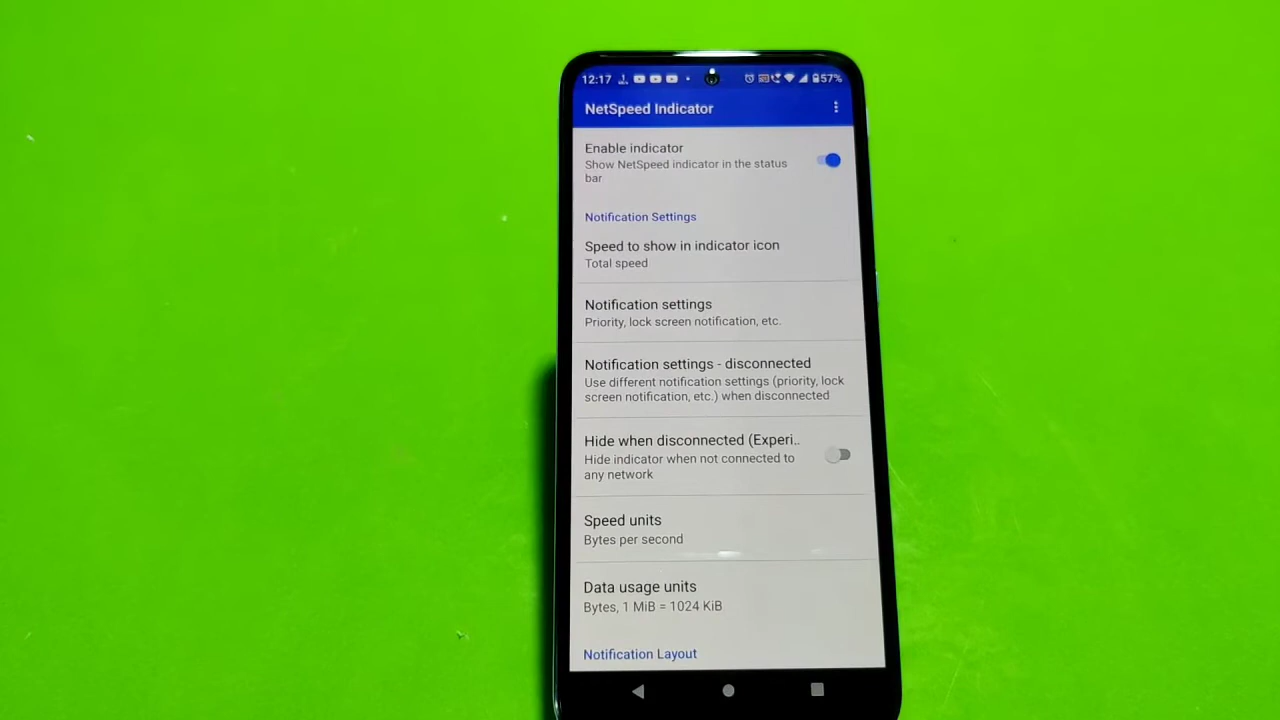 12:17 57%
NetSpeed Indicator
Enable indicator
Show NetSpeed indicator in the status
bar
Notification Settings
Speed to show in indicator icon
Total speed
Notification settings
Priority, lock screen notification, etc.
Notification settings - disconnected
Use different notification settings (priority, lock
screen notification, etc.) when disconnected
Hide when disconnected (Experi..
Hide indicator when not connected to
any network
Speed units
Bytes per second
Data usage units
Bytes, 1 MiB = 1024 KiB
Notification Layout